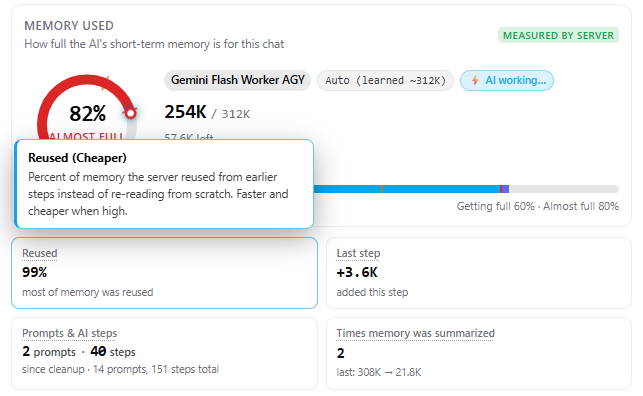 MEMORY USED
How full the AI's short-term memory is for this chat
MEASURED BY SERVER
82%
ALMOST FULL
Gemini Flash Worker AGY
Auto (learned ~312K)
AI working...
254K / 312K
57.6K left
Reused (Cheaper)
Percent of memory the server reused from earlier
steps instead of re-reading from scratch. Faster and
cheaper when high.
Getting full 60% · Almost full 80%
Reused
99%
most of memory was reused
Last step
+3.6K
added this step
Prompts & AI steps
2 prompts · 40 steps
since cleanup · 14 prompts, 151 steps total
Times memory was summarized
2
last: 308K → 21.8K